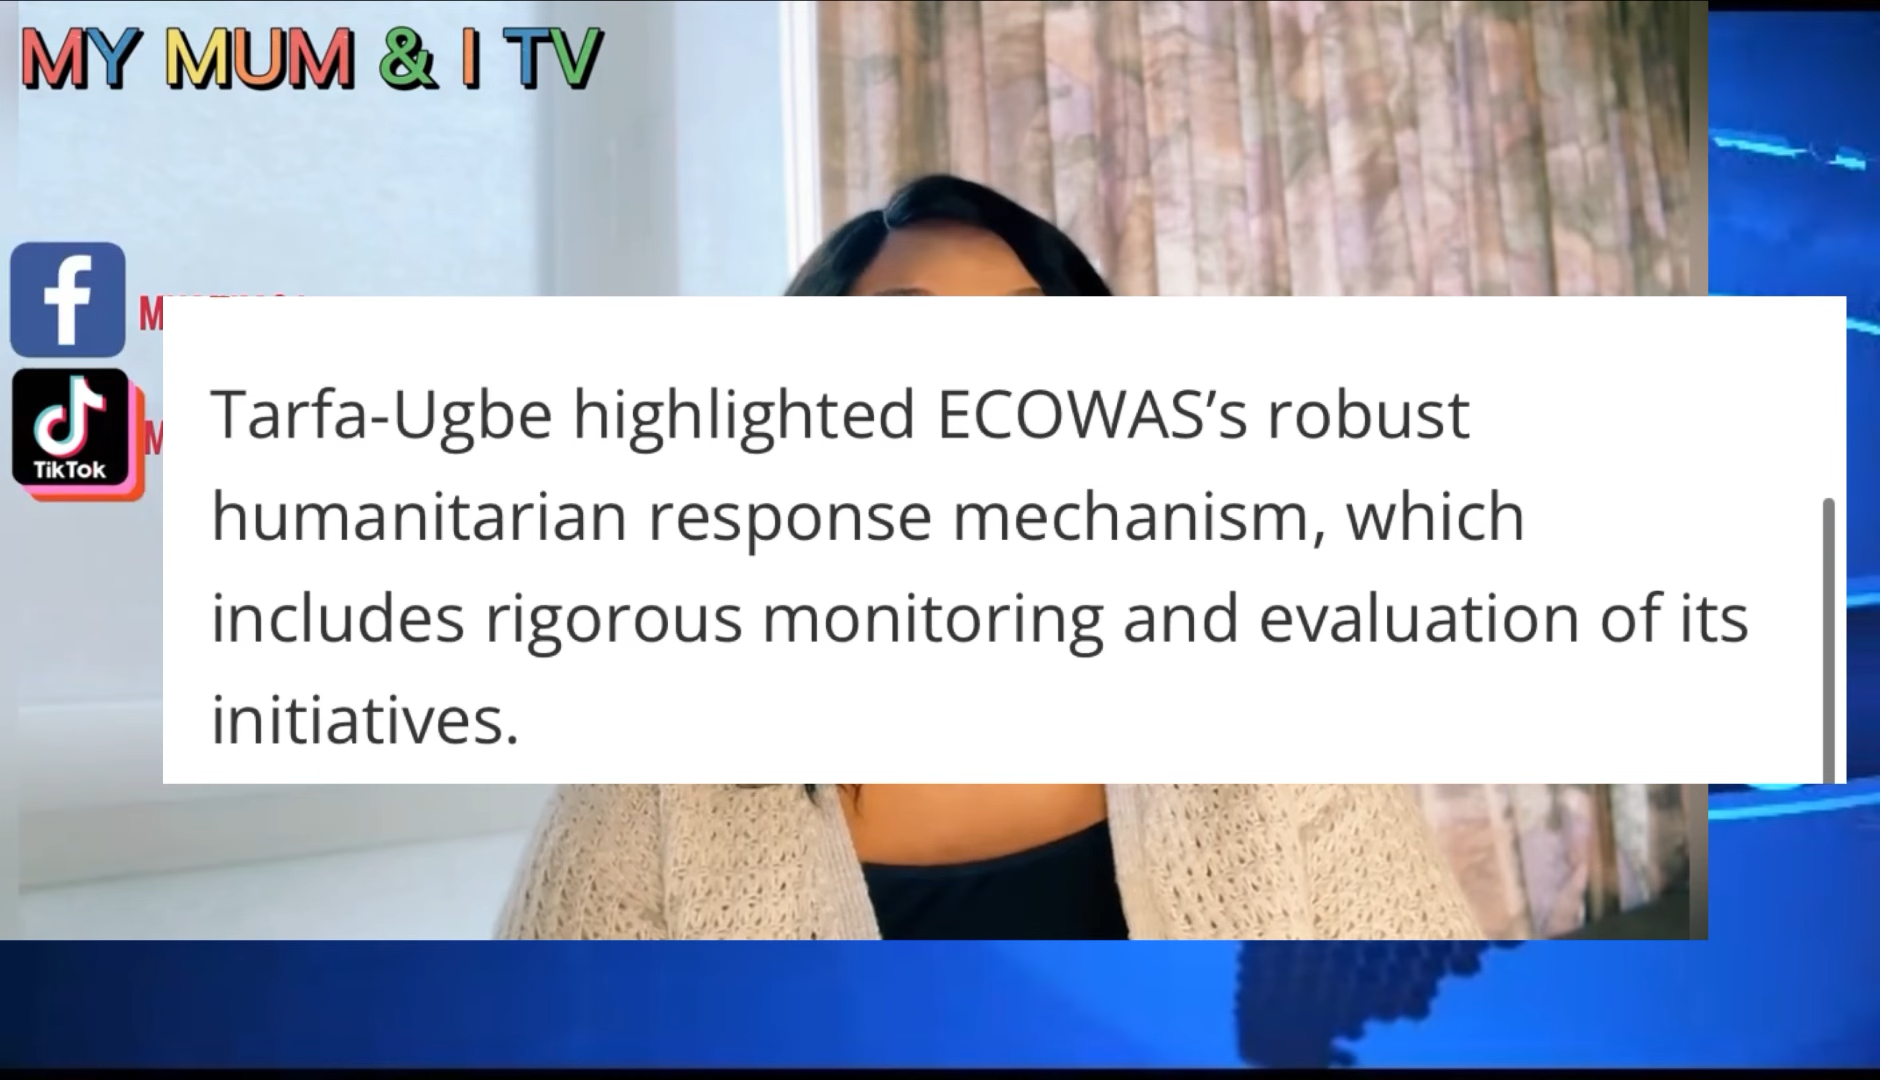 MY MUM & I TV
TikTok
Tarfa-Ugbe highlighted ECOWAS’s robust
humanitarian response mechanism, which
includes rigorous monitoring and evaluation of its
initiatives.